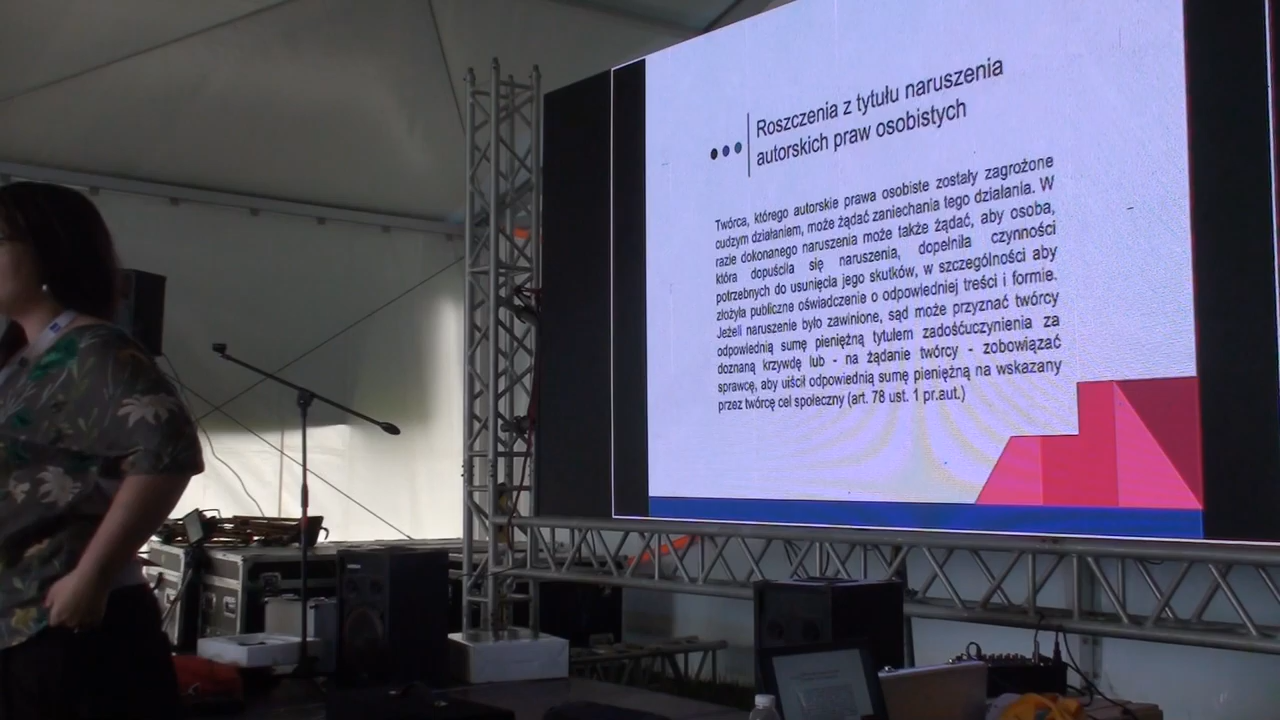 Roszczenia z tytułu naruszenia
autorskich praw osobistych
Twórca, którego autorskie prawa osobiste zostały zagrożone
cudzym działaniem, może żądać zaniechania tego działania. W
razie dokonanego naruszenia może także żądać, aby osoba,
która dopuściła się naruszenia, dopełniła czynności
potrzebnych do usunięcia jego skutków, w szczególności aby
złożyła publiczne oświadczenie o odpowiedniej treści i formie.
Jeżeli naruszenie było zawinione, sąd może przyznać twórcy
odpowiednią sumę pieniężną tytułem zadośćuczynienia za
doznaną krzywdę lub - na żądanie twórcy - zobowiązać
sprawcę, aby uiścił odpowiednią sumę pieniężną na wskazany
przez twórcę cel społeczny (art. 78 ust. 1 pr.aut.)